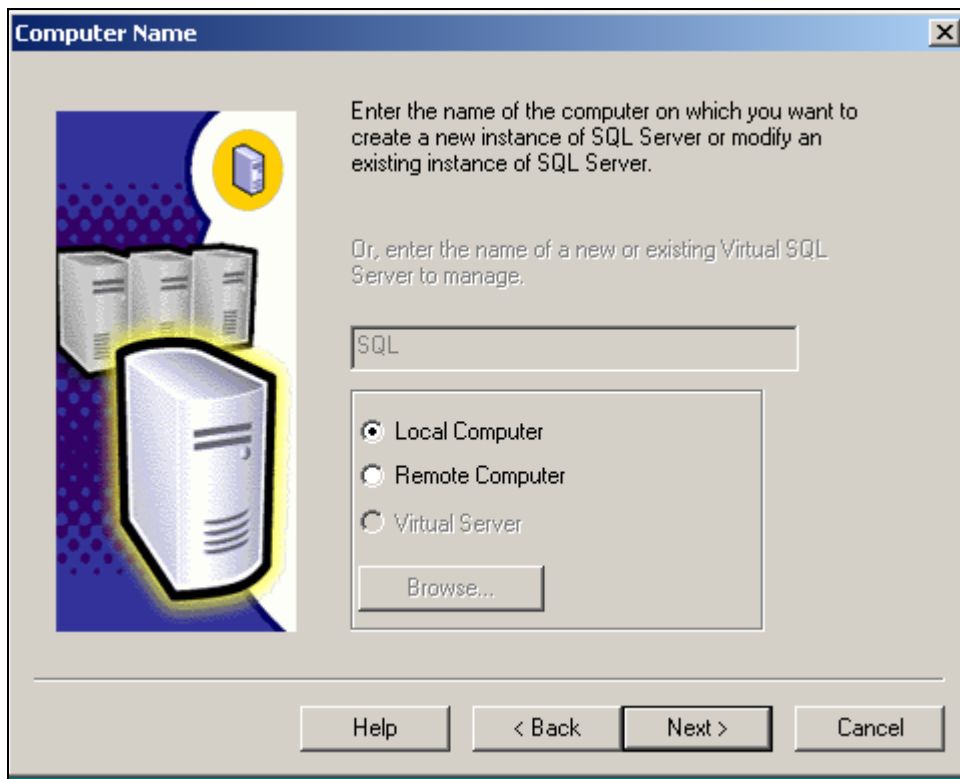 Computer Name
Enter the name of the computer on which you want to
create a new instance of SQL Server or modify an
existing instance of SQL Server.
Or, enter the name of a new or existing Virtual SQL
Server to manage.
SQL
Local Computer
Remote Computer
Virtual Server
Browse...
Help
< Back
Next >
Cancel